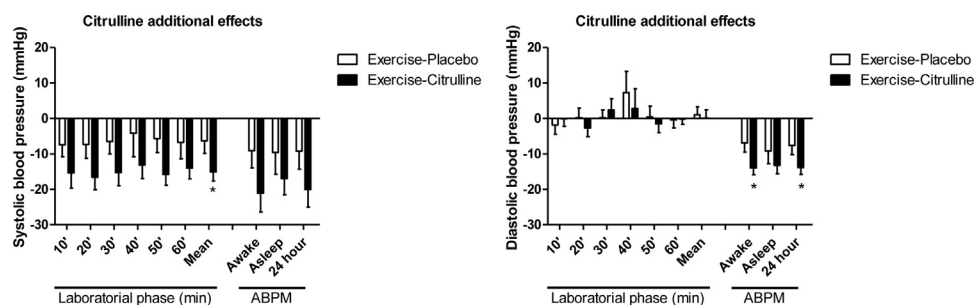 Citrulline additional effects
Systolic blood pressure (mmHg)
20
10
0
-10
-20
-30
Exercise-Placebo
Exercise-Citrulline
*
10'
20'
30'
40'
50'
60'
Mean
Awake
Asleep
24 hour
Laboratorial phase (min)
ABPM
Citrulline additional effects
Diastolic blood pressure (mmHg)
20
10
0
-10
-20
-30
Exercise-Placebo
Exercise-Citrulline
*
*
10'
20'
30'
40'
50'
60'
Mean
Awake
Asleep
24 hour
Laboratorial phase (min)
ABPM